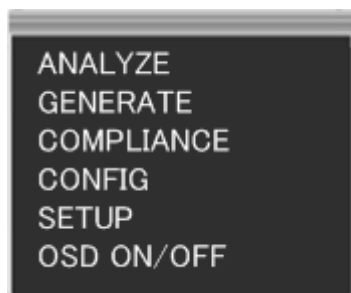 ANALYZE
GENERATE
COMPLIANCE
CONFIG
SETUP
OSD ON/OFF